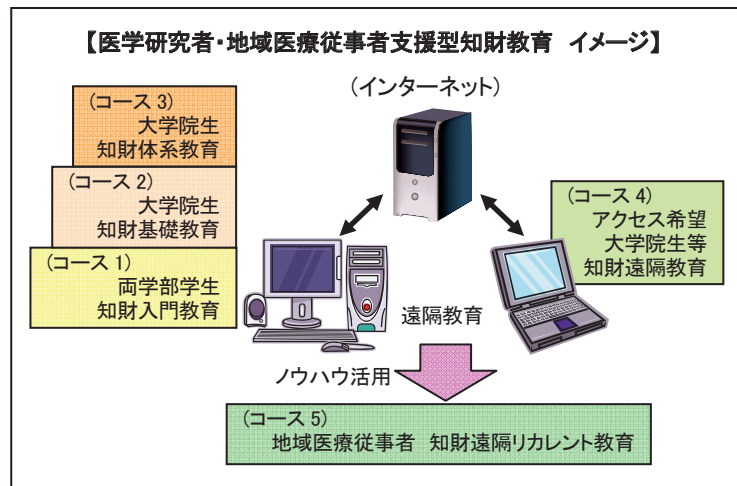 【医学研究者・地域医療従事者支援型知財教育 イメージ】
(インターネット)
(コース 3)
大学院生
知財体系教育
(コース 2)
大学院生
知財基礎教育
(コース 1)
両学部学生
知財入門教育
(コース 4)
アクセス希望
大学院生等
知財遠隔教育
遠隔教育
ノウハウ活用
(コース 5)
地域医療従事者 知財遠隔リカレント教育